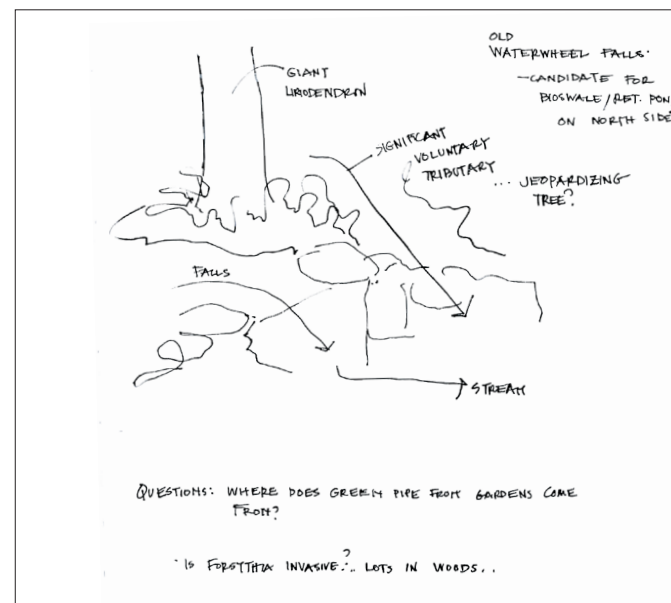 OLD
WATERWHEEL FALLS.
- CANDIDATE FOR
BIOSWALE/RET. PON
ON NORTH SIDE
GIANT
LIRIODENDRON
SIGNIFICANT
VOLUNTARY
TRIBUTARY
... JEOPARDIZING
TREE?
FALLS
STREAM
QUESTIONS: WHERE DOES GREEN PIPE FROM GARDENS COME
FROM?
· IS FORSYTHIA INVASIVE?.. LOTS IN WOODS..